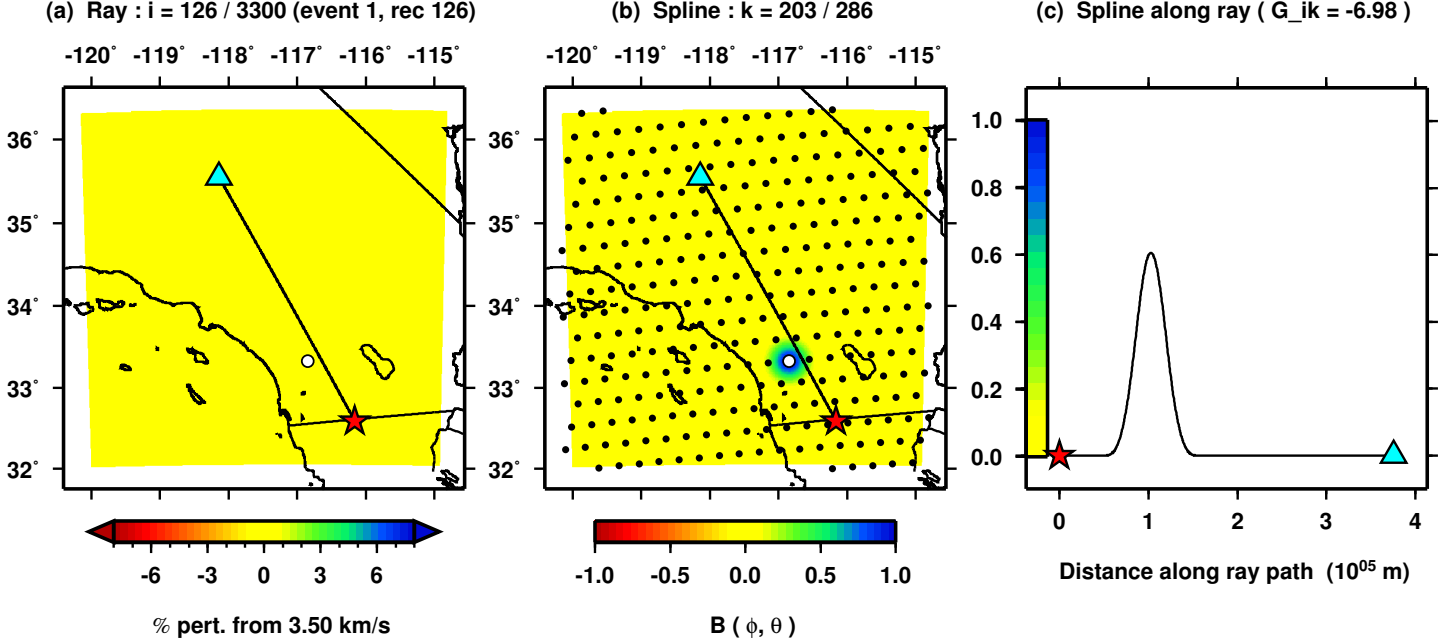 (a) Ray : i = 126 / 3300 (event 1, rec 126)
(b) Spline : k = 203 / 286
(c) Spline along ray ( G_ik = -6.98 )
-120˚ -119˚ -118˚ -117˚ -116˚ -115˚
-120˚ -119˚ -118˚ -117˚ -116˚ -115˚
36˚
35˚
34˚
33˚
32˚
36˚
35˚
34˚
33˚
32˚
1.0
0.8
0.6
0.4
0.2
0.0
0 1 2 3 4
-6 -3 0 3 6
-1.0 -0.5 0.0 0.5 1.0
Distance along ray path (10⁰⁵ m)
% pert. from 3.50 km/s
B ( ϕ, θ )